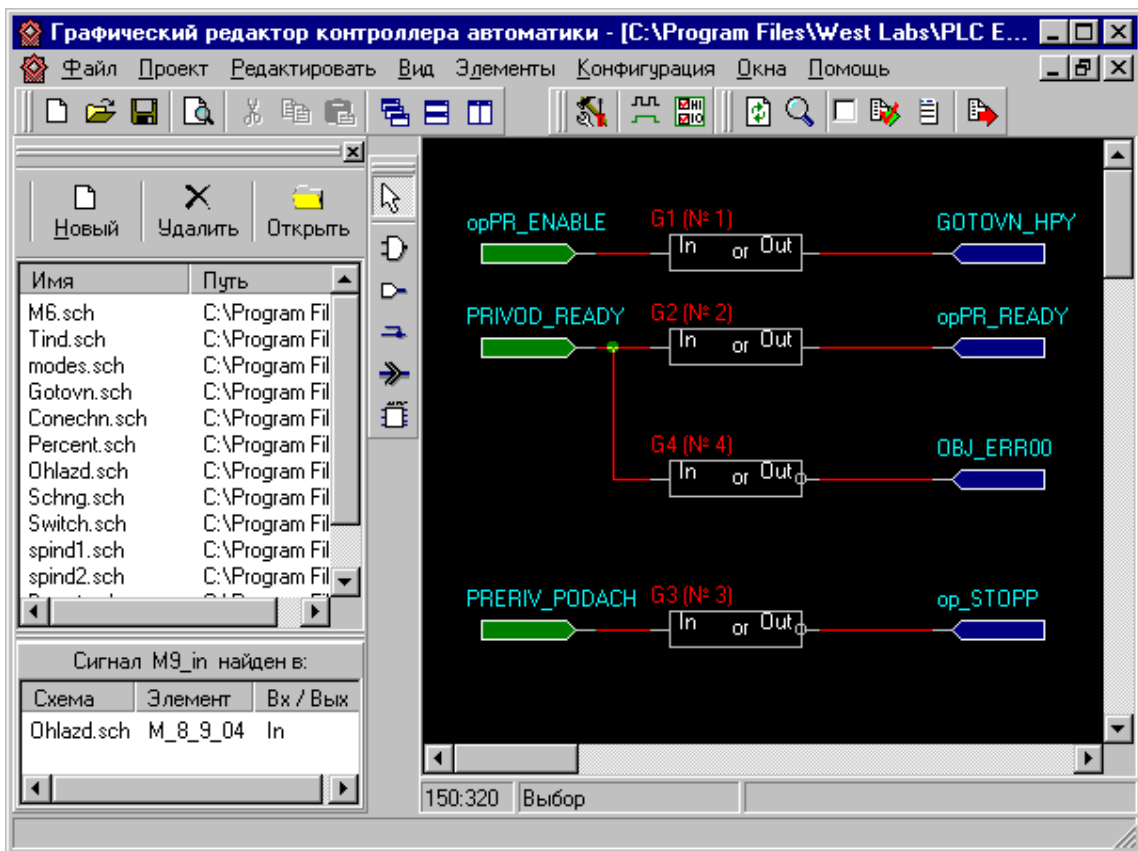 Графический редактор контроллера автоматики - [C:\Program Files\West Labs\PLC E...
Файл Проект Редактировать Вид Элементы Конфигурация Окна Помощь
Новый Удалить Открыть
Имя Путь
M6.sch C:\Program Fil
Tind.sch C:\Program Fil
modes.sch C:\Program Fil
Gotovn.sch C:\Program Fil
Conechn.sch C:\Program Fil
Percent.sch C:\Program Fil
Ohlazd.sch C:\Program Fil
Schng.sch C:\Program Fil
Switch.sch C:\Program Fil
spind1.sch C:\Program Fil
spind2.sch C:\Program Fil
Сигнал M9_in найден в:
Схема Элемент Вх / Вых
Ohlazd.sch M_8_9_04 In
opPR_ENABLE G1 (№ 1) GOTOVN_HPY
In or Out
PRIVOD_READY G2 (№ 2) opPR_READY
In or Out
G4 (№ 4) OBJ_ERR00
In or Out
PRERIV_PODACH G3 (№ 3) op_STOPP
In or Out
150:320 Выбор